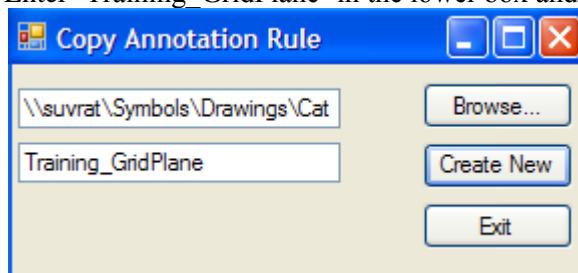 Enter "Training_GridPlane" in the lower box and
Copy Annotation Rule
\\suvrat\Symbols\Drawings\Cat
Browse...
Training_GridPlane
Create New
Exit